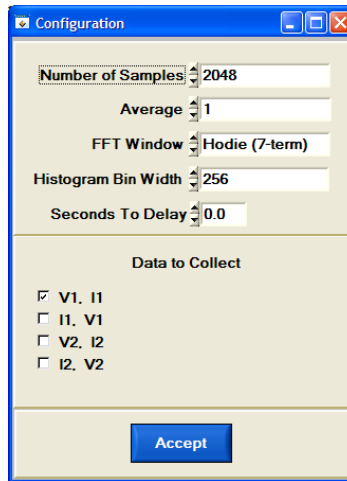 Configuration
Number of Samples 2048
Average 1
FFT Window Hodie (7-term)
Histogram Bin Width 256
Seconds To Delay 0.0
Data to Collect
V1, I1
I1, V1
V2, I2
I2, V2
Accept